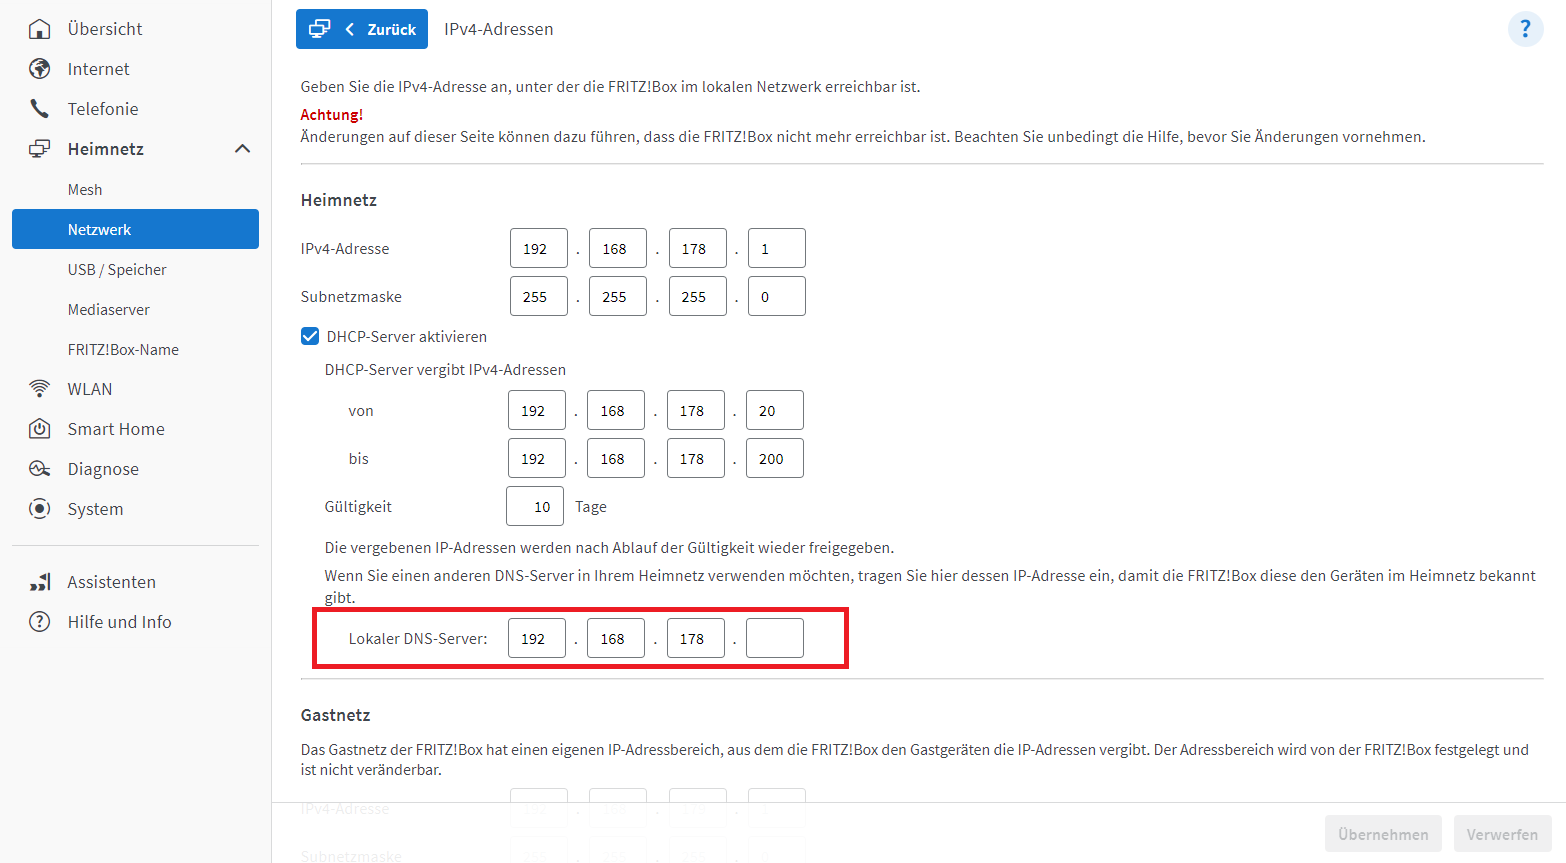 Übersicht
Internet
Telefonie
Heimnetz
Mesh
Netzwerk
USB / Speicher
Mediaserver
FRITZ!Box-Name
WLAN
Smart Home
Diagnose
System
Assistenten
Hilfe und Info
Zurück IPv4-Adressen ?
Geben Sie die IPv4-Adresse an, unter der die FRITZ!Box im lokalen Netzwerk erreichbar ist.
Achtung!
Änderungen auf dieser Seite können dazu führen, dass die FRITZ!Box nicht mehr erreichbar ist. Beachten Sie unbedingt die Hilfe, bevor Sie Änderungen vornehmen.
Heimnetz
IPv4-Adresse 192 . 168 . 178 . 1
Subnetzmaske 255 . 255 . 255 . 0
DHCP-Server aktivieren
DHCP-Server vergibt IPv4-Adressen
von 192 . 168 . 178 . 20
bis 192 . 168 . 178 . 200
Gültigkeit 10 Tage
Die vergebenen IP-Adressen werden nach Ablauf der Gültigkeit wieder freigegeben.
Wenn Sie einen anderen DNS-Server in Ihrem Heimnetz verwenden möchten, tragen Sie hier dessen IP-Adresse ein, damit die FRITZ!Box diese den Geräten im Heimnetz bekannt
gibt.
Lokaler DNS-Server: 192 . 168 . 178 .
Gastnetz
Das Gastnetz der FRITZ!Box hat einen eigenen IP-Adressbereich, aus dem die FRITZ!Box den Gastgeräten die IP-Adressen vergibt. Der Adressbereich wird von der FRITZ!Box festgelegt und
ist nicht veränderbar.
IPv4-Adresse 192 . 168 . 179 . 1
Subnetzmaske 255 . 255 . 255 . 0
Übernehmen Verwerfen